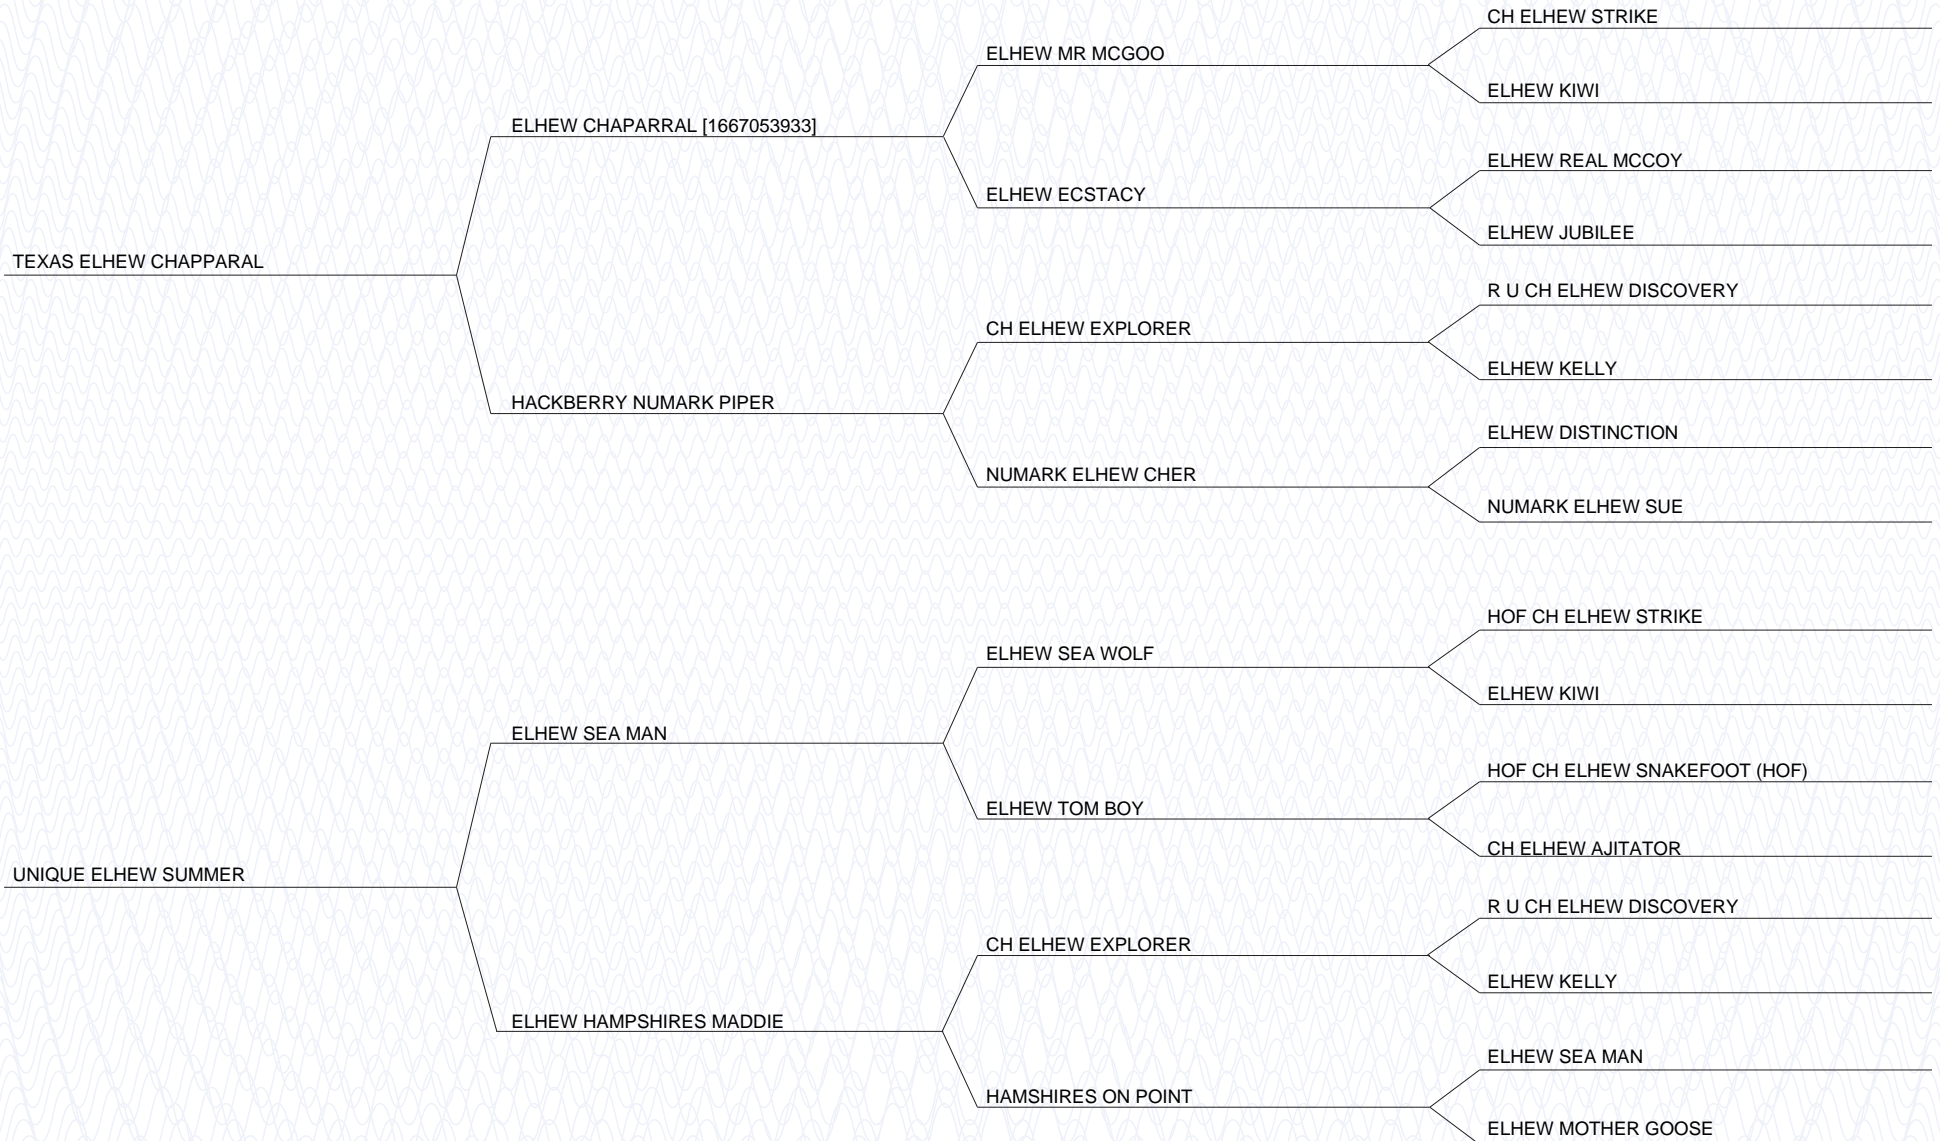 CH ELHEW STRIKE
ELHEW MR MCGOO
ELHEW KIWI
ELHEW CHAPARRAL [1667053933]
ELHEW REAL MCCOY
ELHEW ECSTACY
ELHEW JUBILEE
TEXAS ELHEW CHAPPARAL
R U CH ELHEW DISCOVERY
CH ELHEW EXPLORER
ELHEW KELLY
HACKBERRY NUMARK PIPER
ELHEW DISTINCTION
NUMARK ELHEW CHER
NUMARK ELHEW SUE
HOF CH ELHEW STRIKE
ELHEW SEA WOLF
ELHEW KIWI
ELHEW SEA MAN
HOF CH ELHEW SNAKEFOOT (HOF)
ELHEW TOM BOY
CH ELHEW AJITATOR
UNIQUE ELHEW SUMMER
R U CH ELHEW DISCOVERY
CH ELHEW EXPLORER
ELHEW KELLY
ELHEW HAMPSHIRES MADDIE
ELHEW SEA MAN
HAMSHIRES ON POINT
ELHEW MOTHER GOOSE